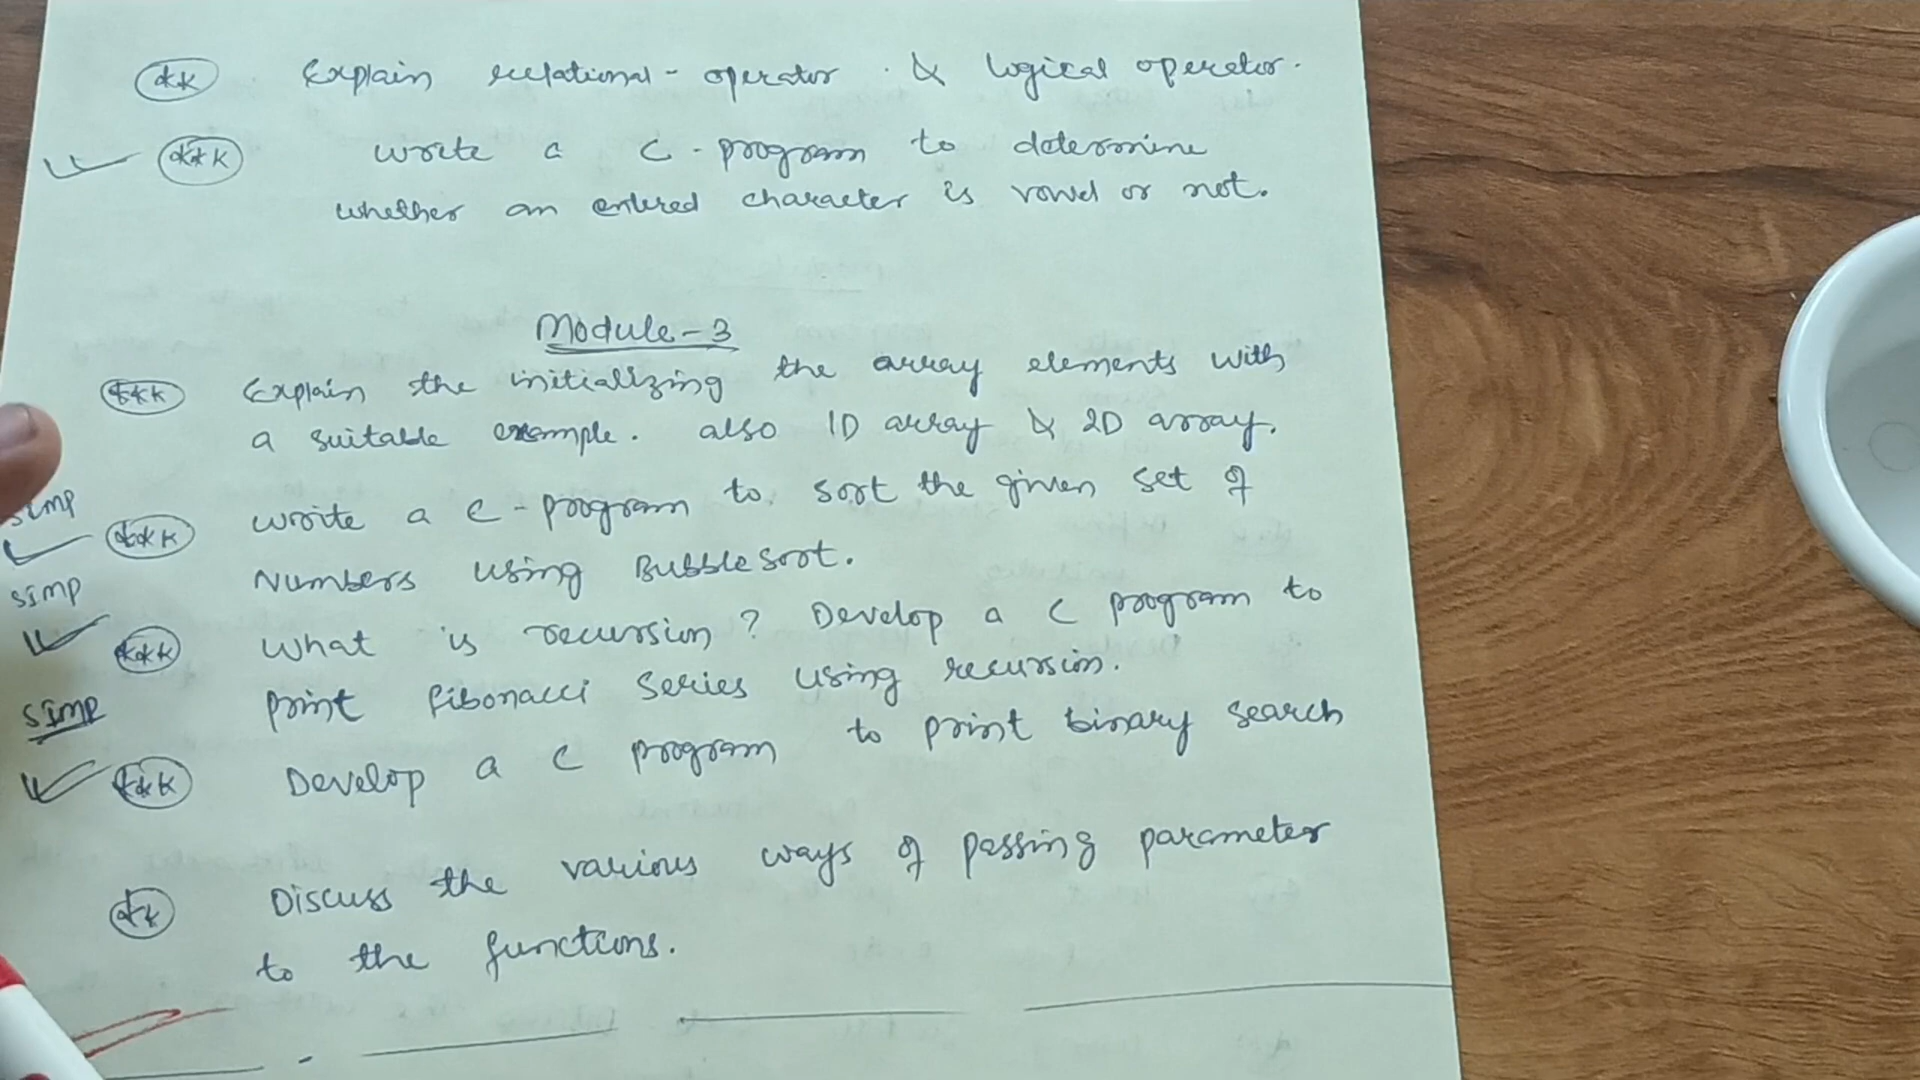 Explain relational - operator & logical operator.
write a C - program to determine
whether an entered character is vowel or not.
Module - 3
Explain the initializing the array elements with
a suitable example. also 1D array & 2D array.
simp
write a C - program to sort the given set of
Numbers using Bubble sort.
simp
what is recursion? Develop a C program to
print fibonacci series using recursion.
simp
Develop a C program to print binary search
Discuss the various ways of passing parameter
to the functions.